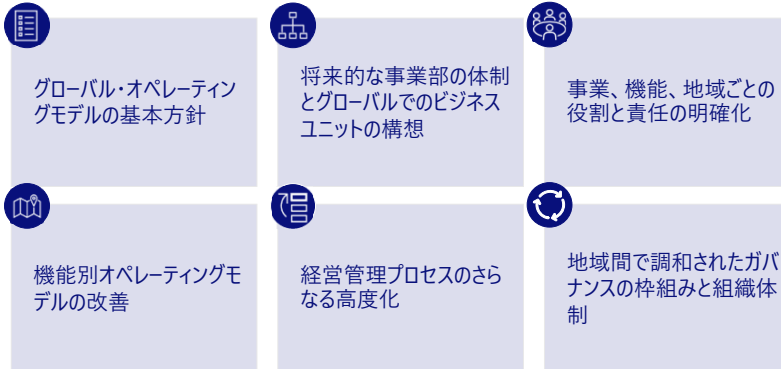 グローバル・オペレーティン
グモデルの基本方針
将来的な事業部の体制
とグローバルでのビジネス
ユニットの構想
事業、機能、地域ごとの
役割と責任の明確化
機能別オペレーティングモ
デルの改善
経営管理プロセスのさら
なる高度化
地域間で調和されたガバ
ナンスの枠組みと組織体
制